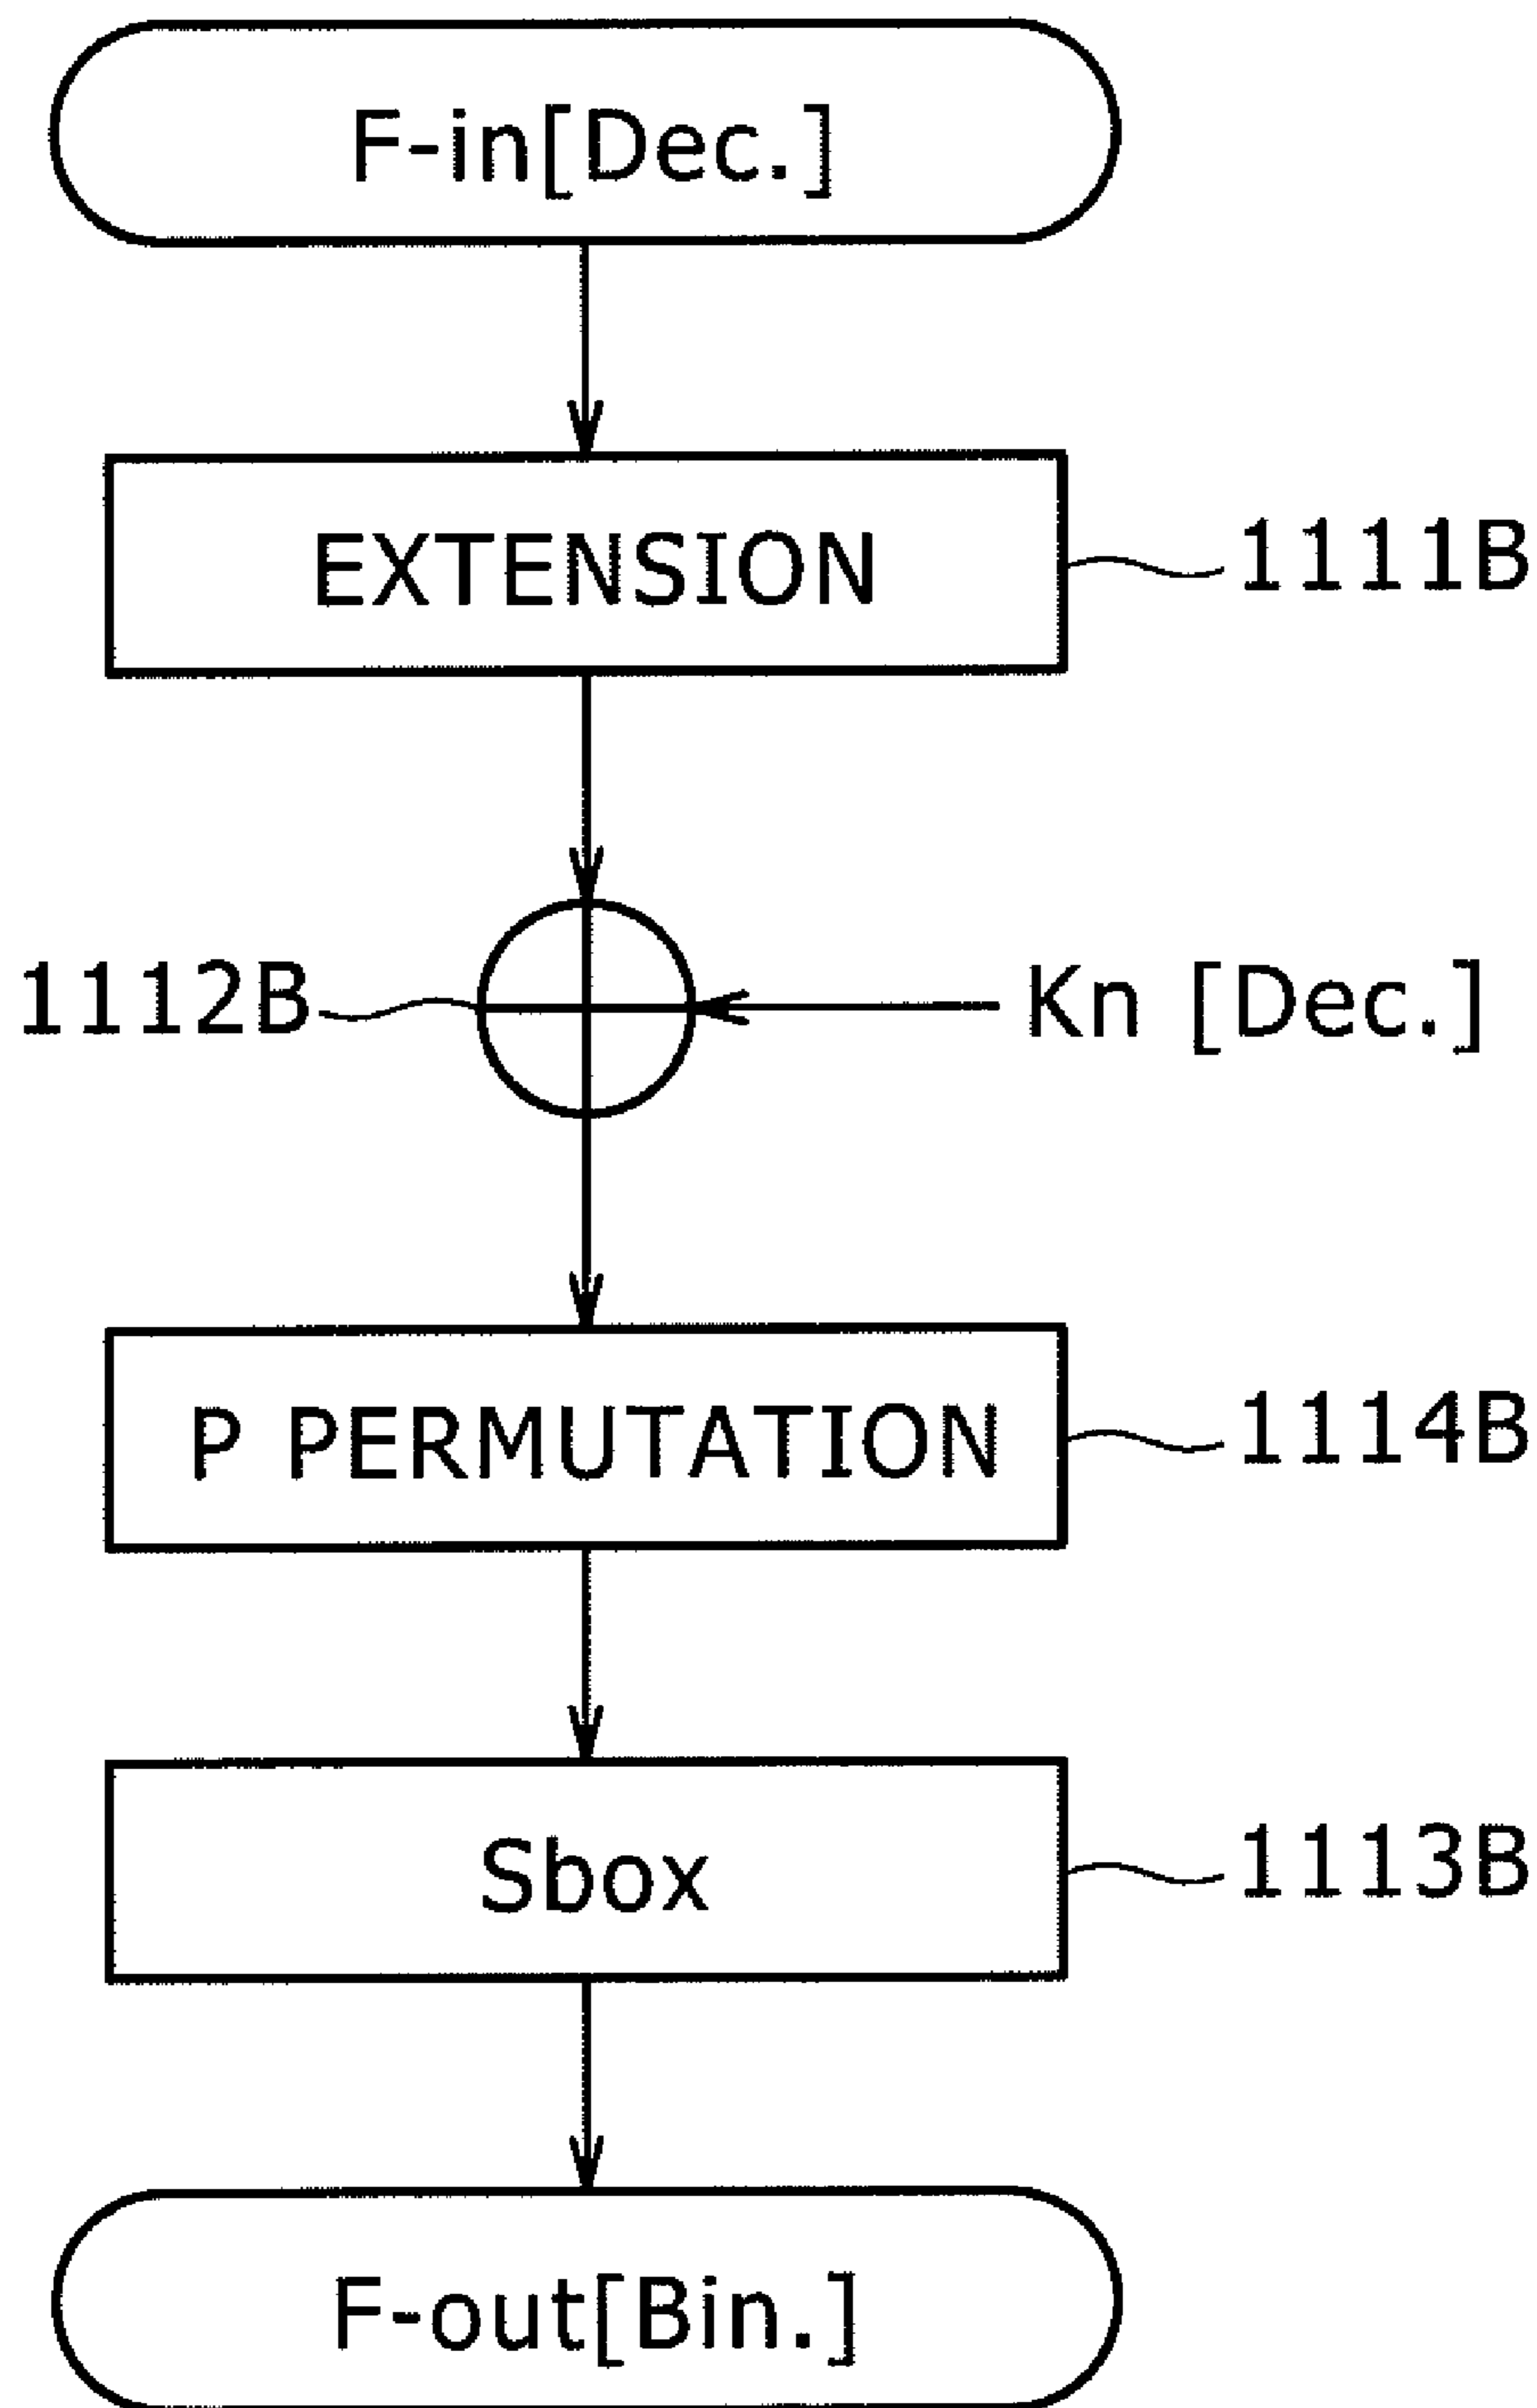 F-in[Dec.]
EXTENSION
1111B
1112B
Kn [Dec.]
P PERMUTATION
1114B
Sbox
1113B
F-out[Bin.]